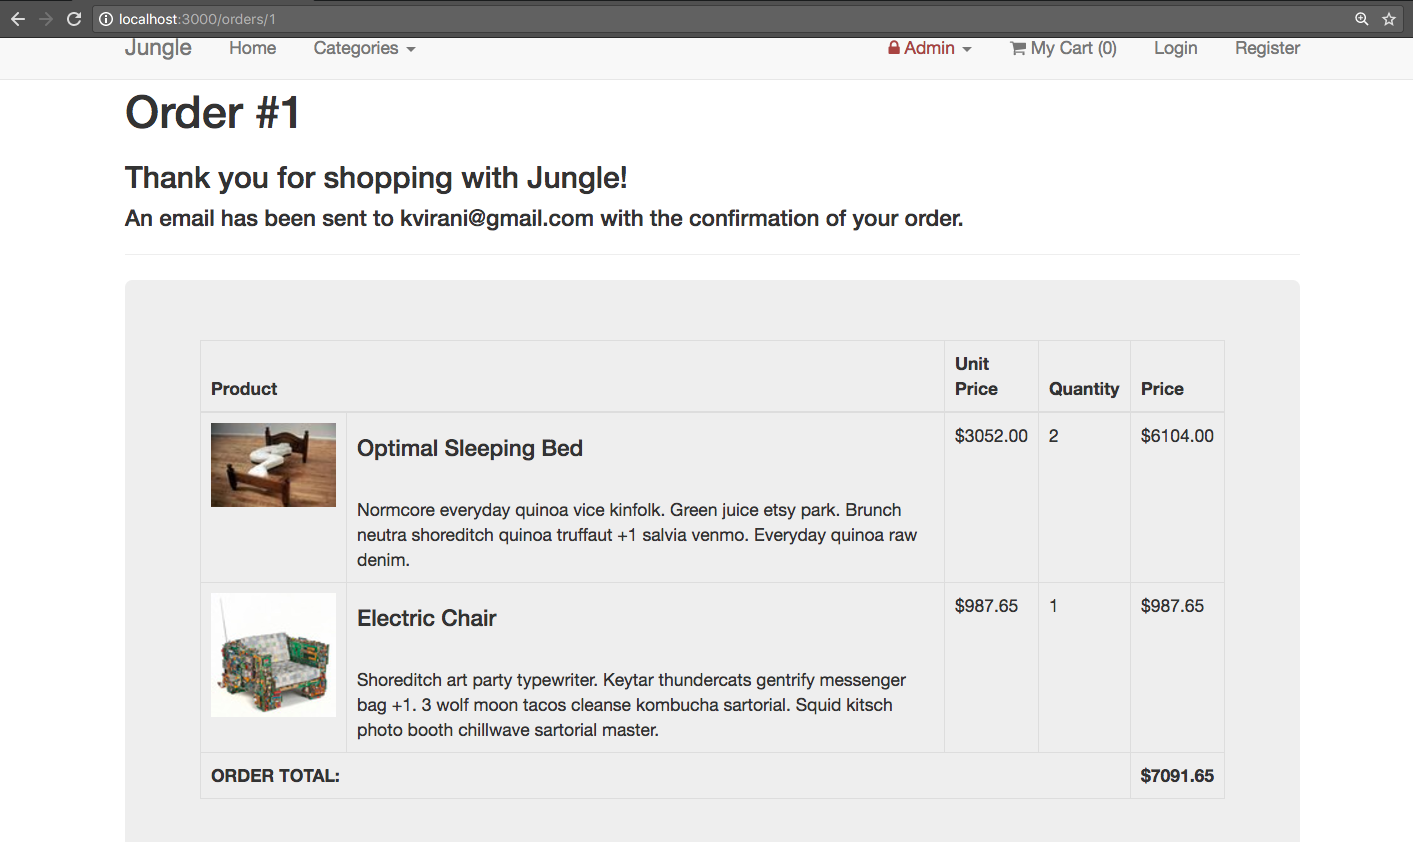 localhost:3000/orders/1
Jungle Home Categories Admin My Cart (0) Login Register
Order #1
Thank you for shopping with Jungle!
An email has been sent to kvirani@gmail.com with the confirmation of your order.
Product Unit Price Quantity Price
Optimal Sleeping Bed $3052.00 2 $6104.00
Normcore everyday quinoa vice kinfolk. Green juice etsy park. Brunch
neutra shoreditch quinoa truffaut +1 salvia venmo. Everyday quinoa raw
denim.
Electric Chair $987.65 1 $987.65
Shoreditch art party typewriter. Keytar thundercats gentrify messenger
bag +1. 3 wolf moon tacos cleanse kombucha sartorial. Squid kitsch
photo booth chillwave sartorial master.
ORDER TOTAL: $7091.65